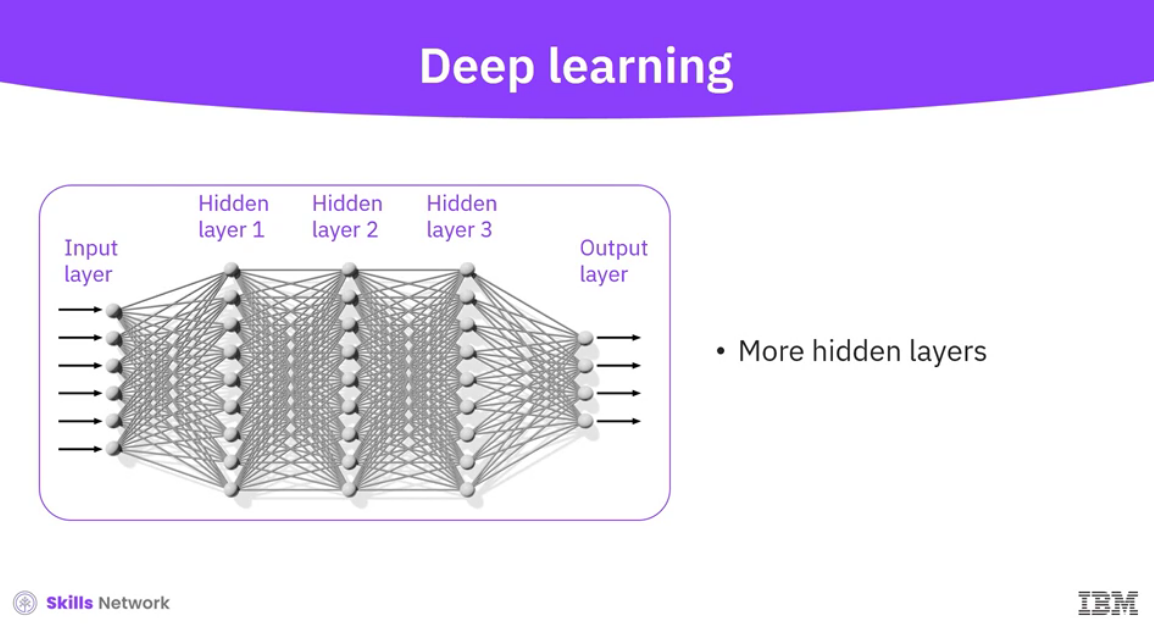 Deep learning
Hidden
layer 1
Hidden
layer 2
Hidden
layer 3
Input
layer
Output
layer
• More hidden layers
Skills Network
IBM